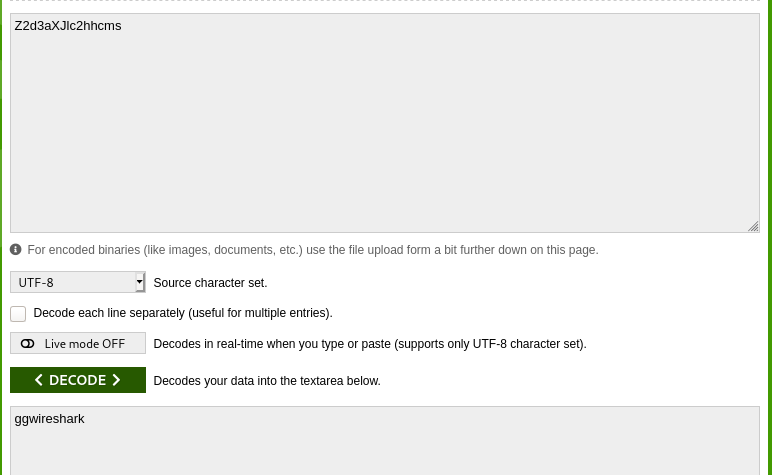 Z2d3aXJlc2hhcms
For encoded binaries (like images, documents, etc.) use the file upload form a bit further down on this page.
UTF-8 Source character set.
Decode each line separately (useful for multiple entries).
Live mode OFF Decodes in real-time when you type or paste (supports only UTF-8 character set).
< DECODE > Decodes your data into the textarea below.
ggwireshark